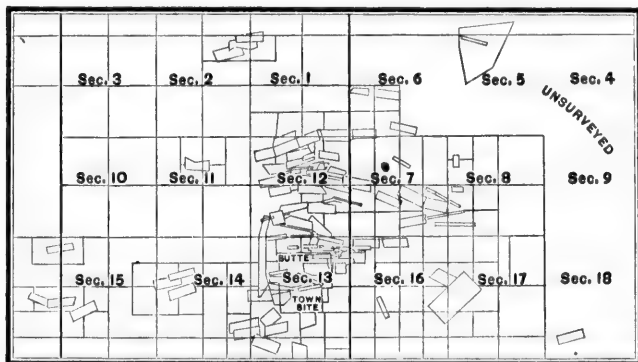 Sec. 3 Sec. 2 Sec. 1 Sec. 6 Sec. 5 Sec. 4
UNSURVEYED
Sec. 10 Sec. 11 Sec. 12 Sec. 7 Sec. 8 Sec. 9
BUTTE
Sec. 15 Sec. 14 Sec. 13 Sec. 16 Sec. 17 Sec. 18
TOWN
SITE